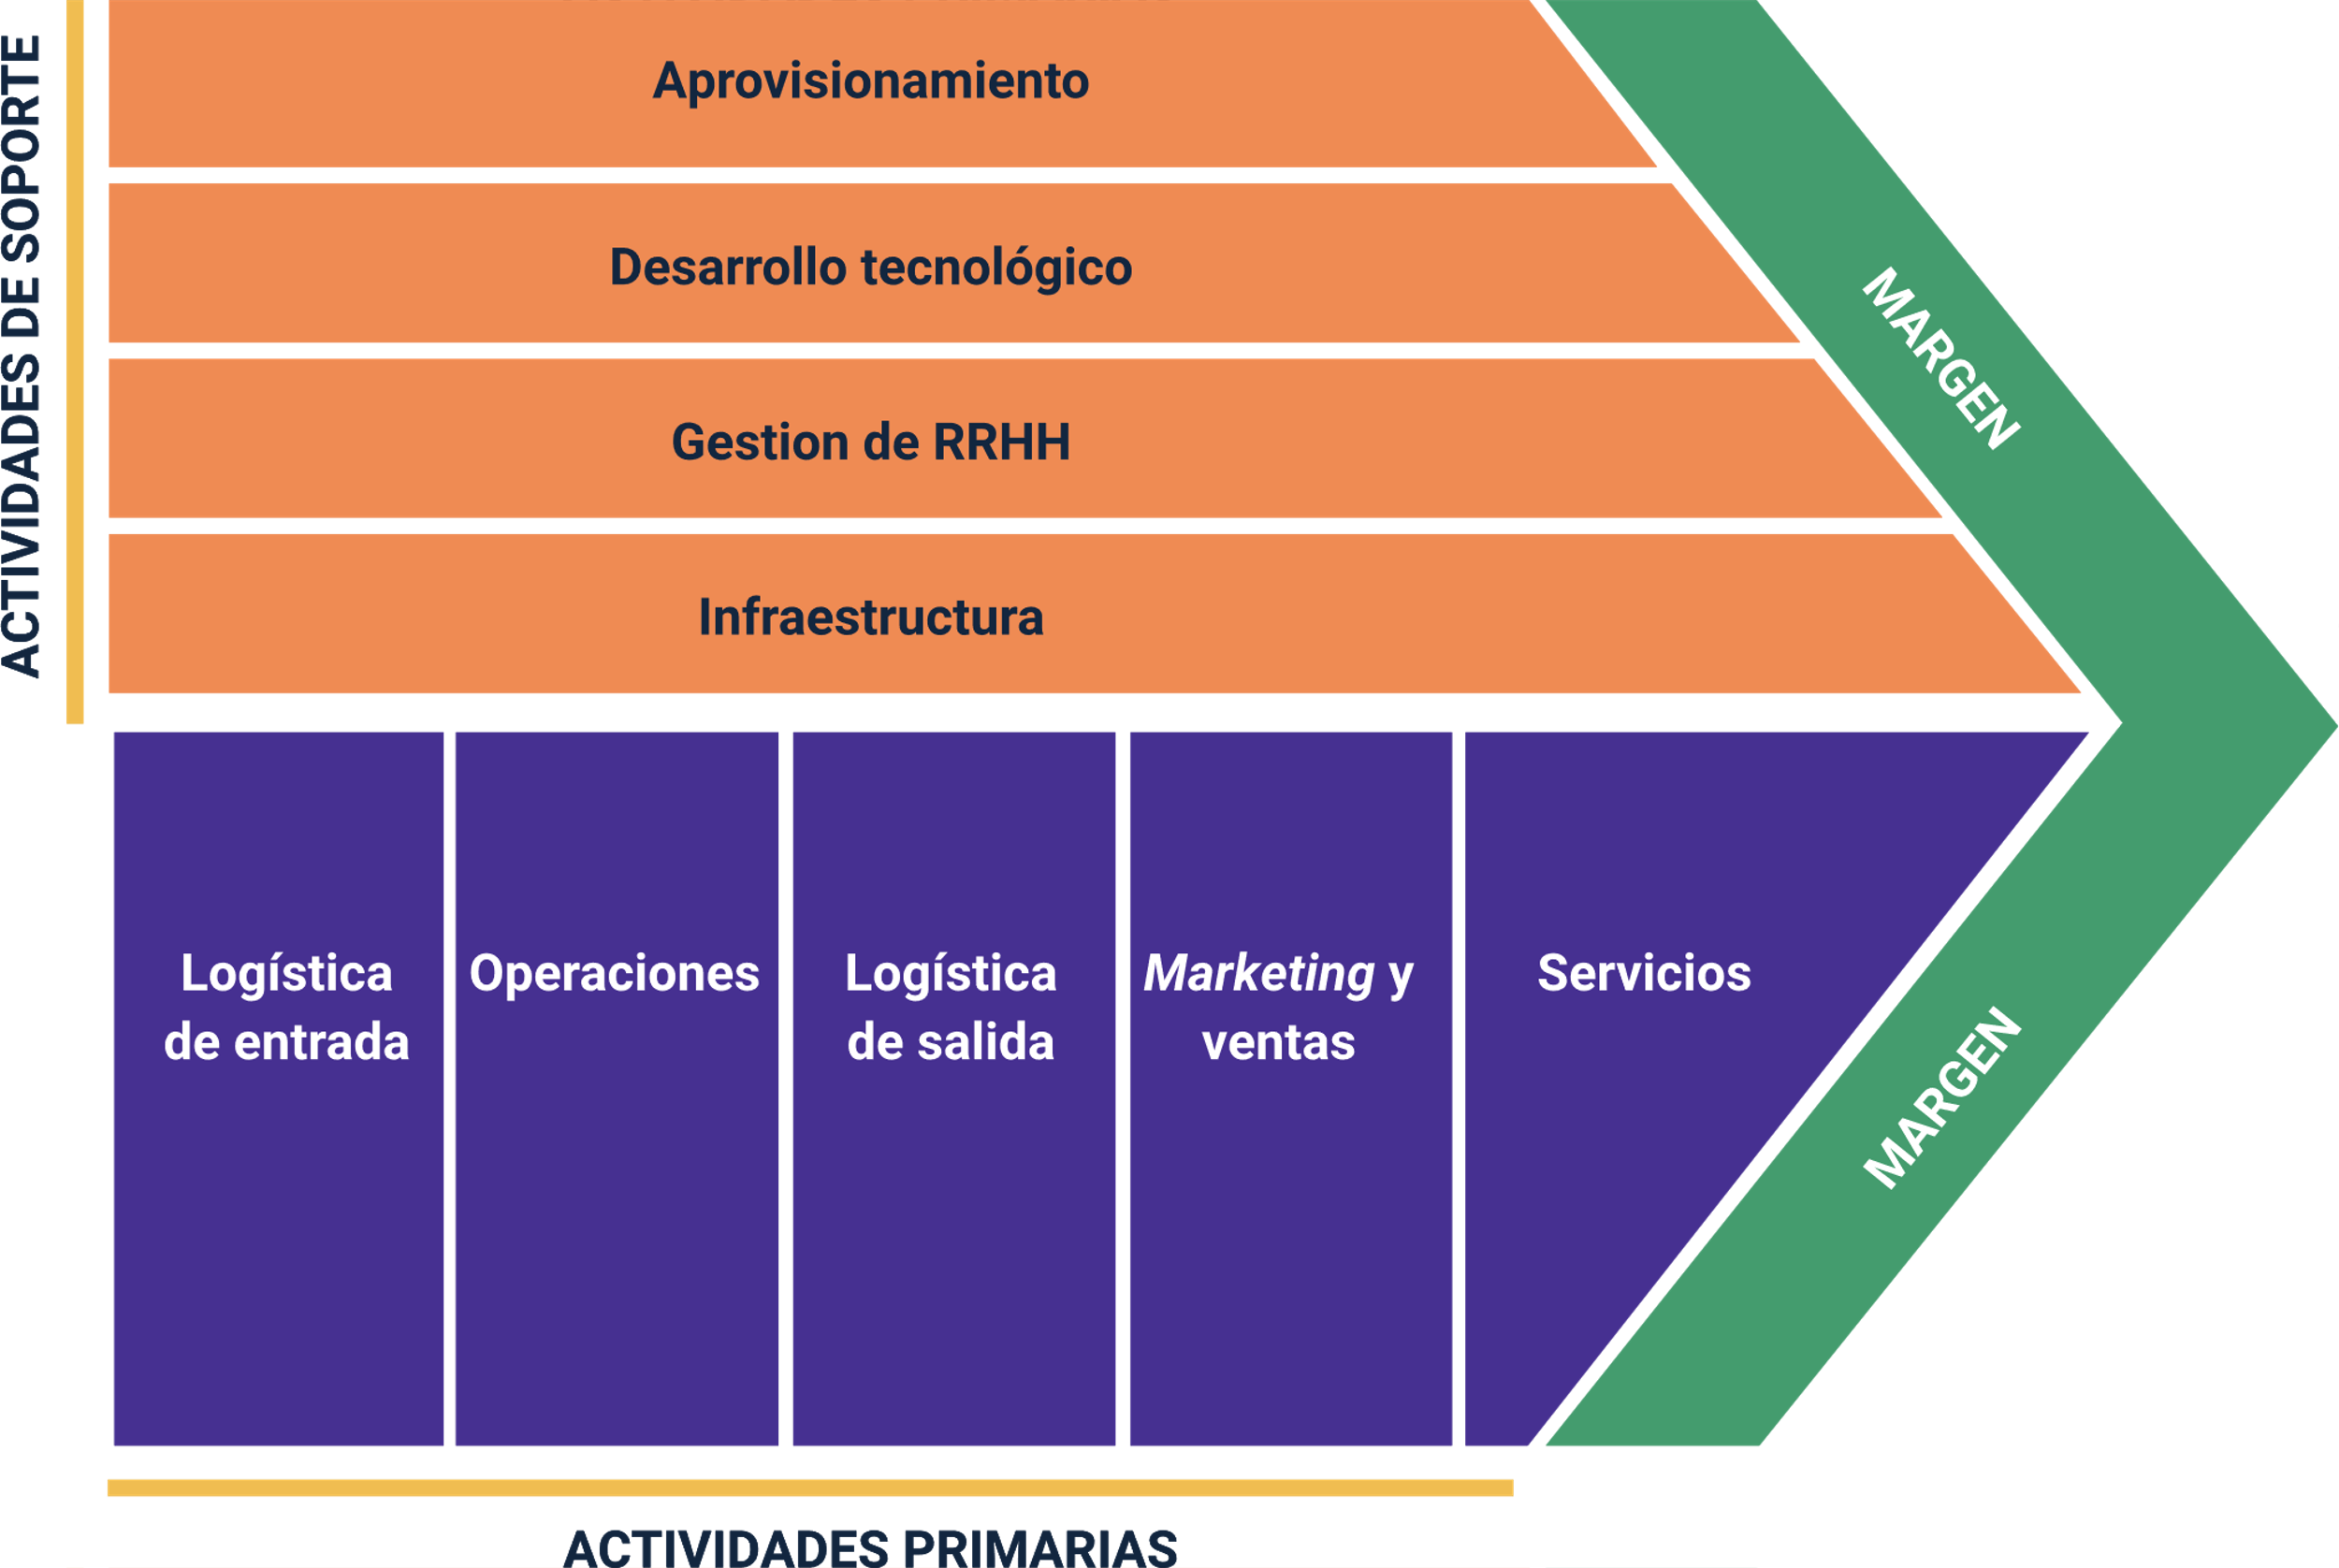 ACTIVIDADES DE SOPORTE
Aprovisionamiento
Desarrollo tecnológico
Gestion de RRHH
Infraestructura
MARGEN
Logística
de entrada
Operaciones
Logística
de salida
Marketing y
ventas
Servicios
MARGEN
ACTIVIDADES PRIMARIAS